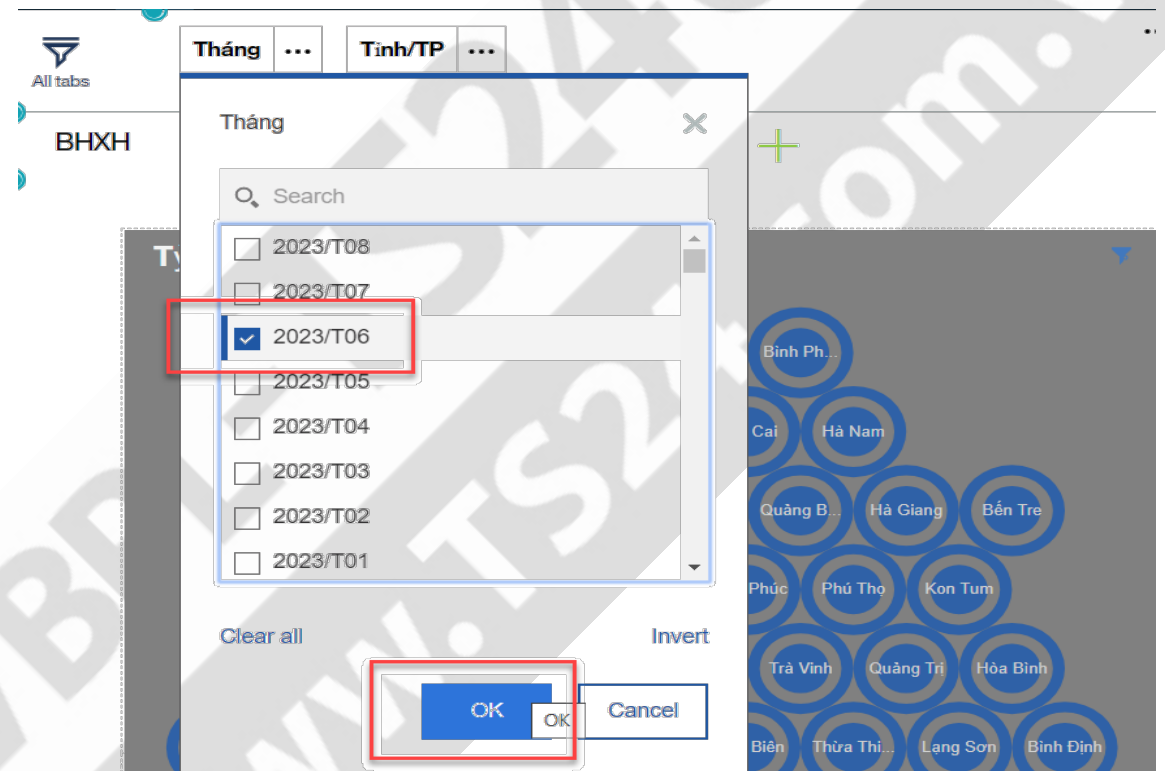 Tháng ... Tỉnh/TP ...
All tabs
Tháng
BHXH
Search
2023/T08
2023/T07
2023/T06
2023/T05
2023/T04
2023/T03
2023/T02
2023/T01
Clear all Invert
OK OK Cancel
Bình Ph...
Cai Hà Nam
Quảng B... Hà Giang Bến Tre
Phúc Phú Thọ Kon Tum
Trà Vinh Quảng Trị Hòa Bình
Biên Thừa Thi... Lạng Sơn Bình Định